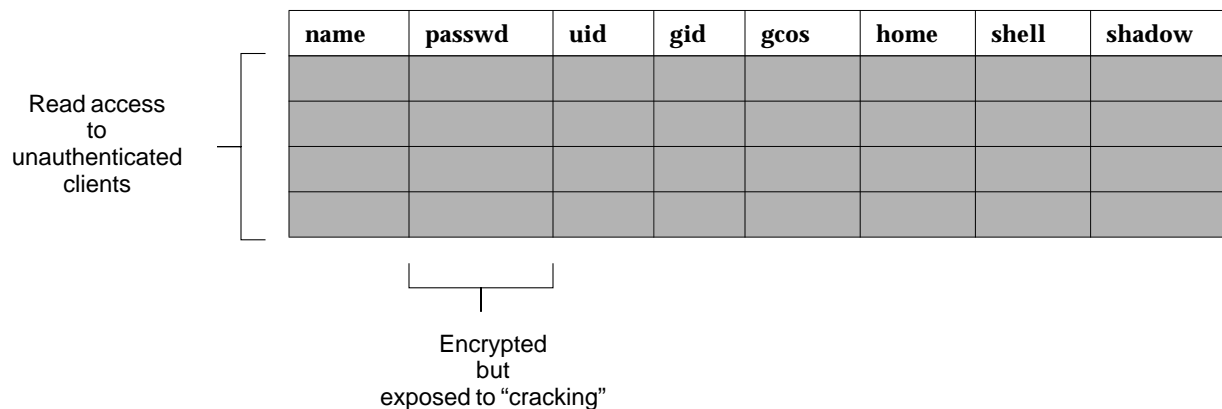 name passwd uid gid gcos home shell shadow
Read access
to
unauthenticated
clients
Encrypted
but
exposed to “cracking”